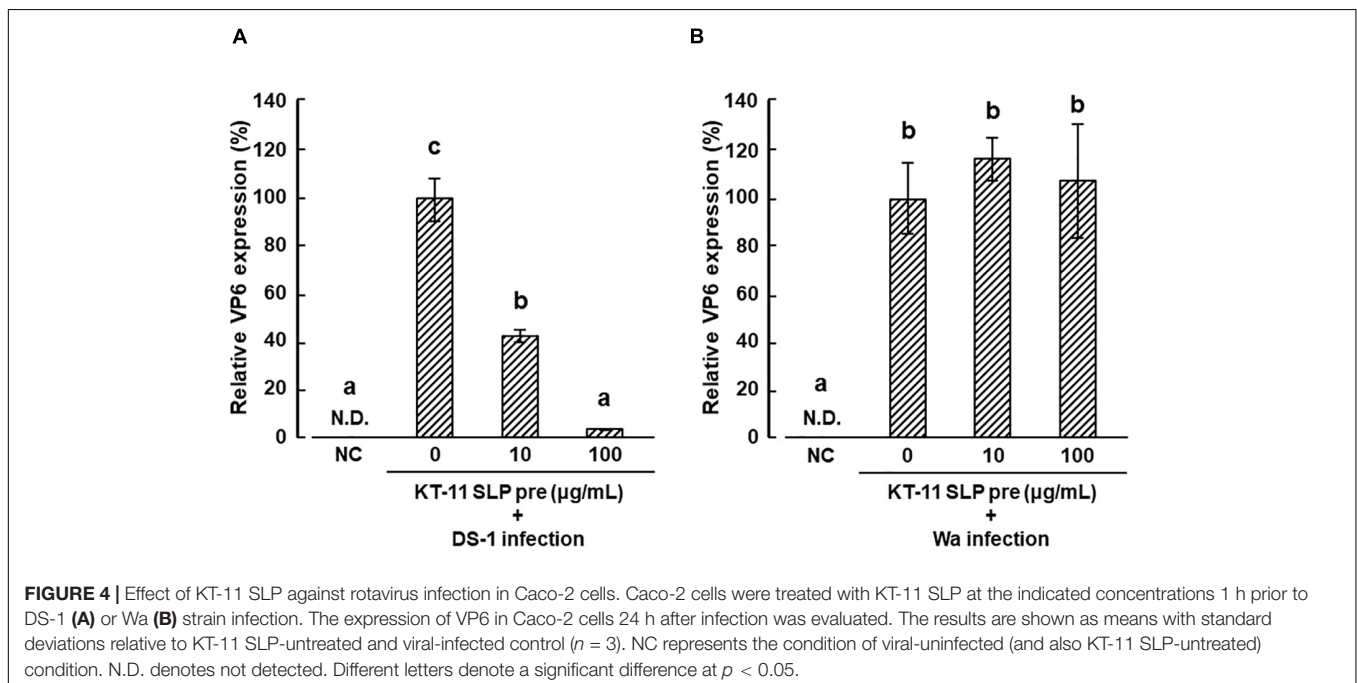 A
140
120
100
80
60
40
20
0
Relative VP6 expression (%)
a
N.D.
c
b
a
NC 0 10 100
KT-11 SLP pre (µg/mL)
+
DS-1 infection
B
140
120
100
80
60
40
20
0
Relative VP6 expression (%)
a
N.D.
b
b
b
NC 0 10 100
KT-11 SLP pre (µg/mL)
+
Wa infection
FIGURE 4 | Effect of KT-11 SLP against rotavirus infection in Caco-2 cells. Caco-2 cells were treated with KT-11 SLP at the indicated concentrations 1 h prior to
DS-1 (A) or Wa (B) strain infection. The expression of VP6 in Caco-2 cells 24 h after infection was evaluated. The results are shown as means with standard
deviations relative to KT-11 SLP-untreated and viral-infected control (n = 3). NC represents the condition of viral-uninfected (and also KT-11 SLP-untreated)
condition. N.D. denotes not detected. Different letters denote a significant difference at p < 0.05.